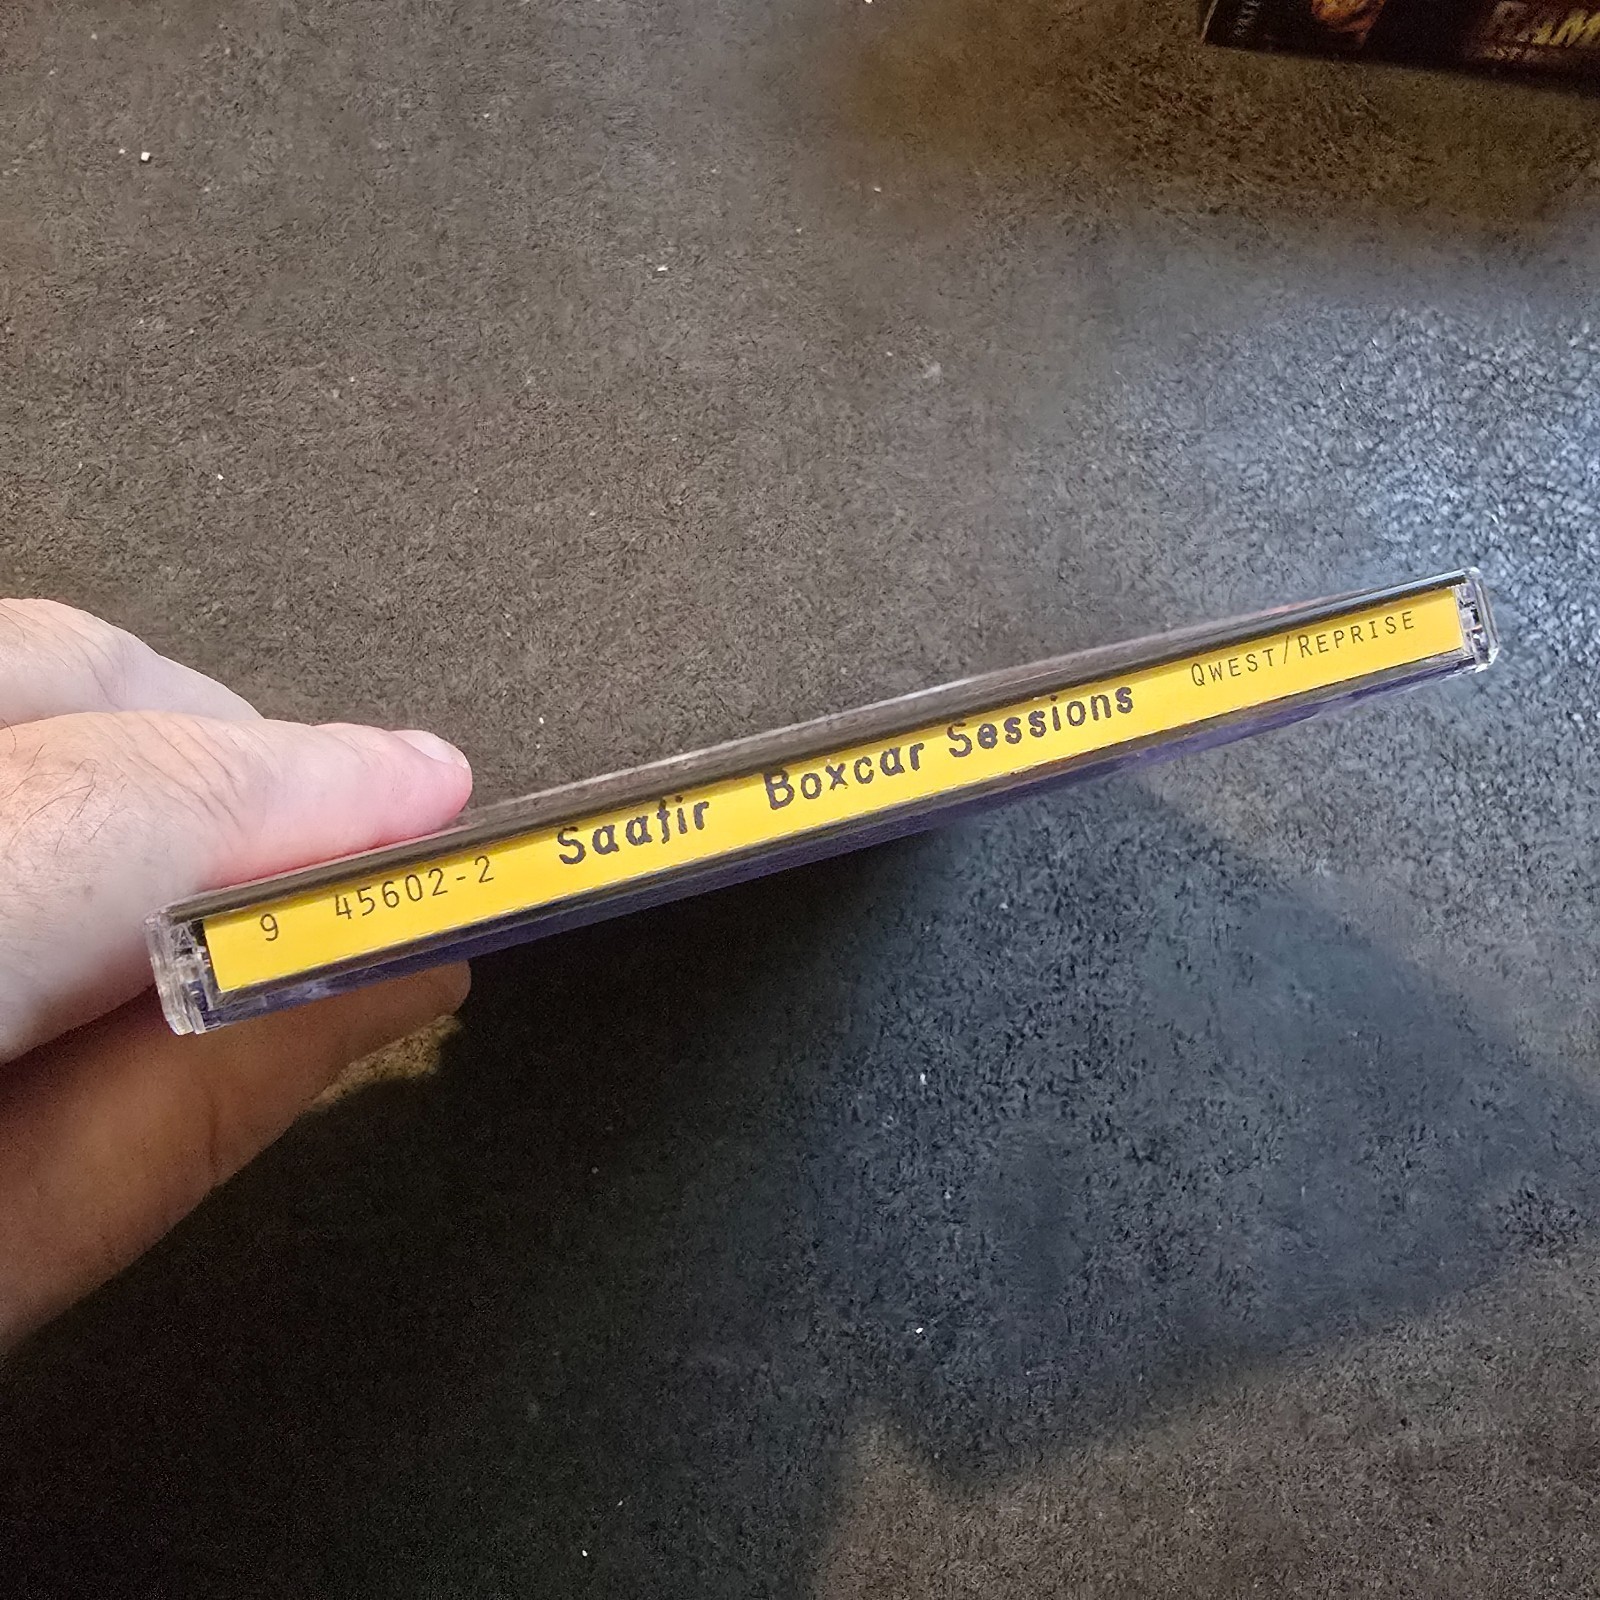 9 45602-2 Saafir Boxcar Sessions QWEST/REPRISE